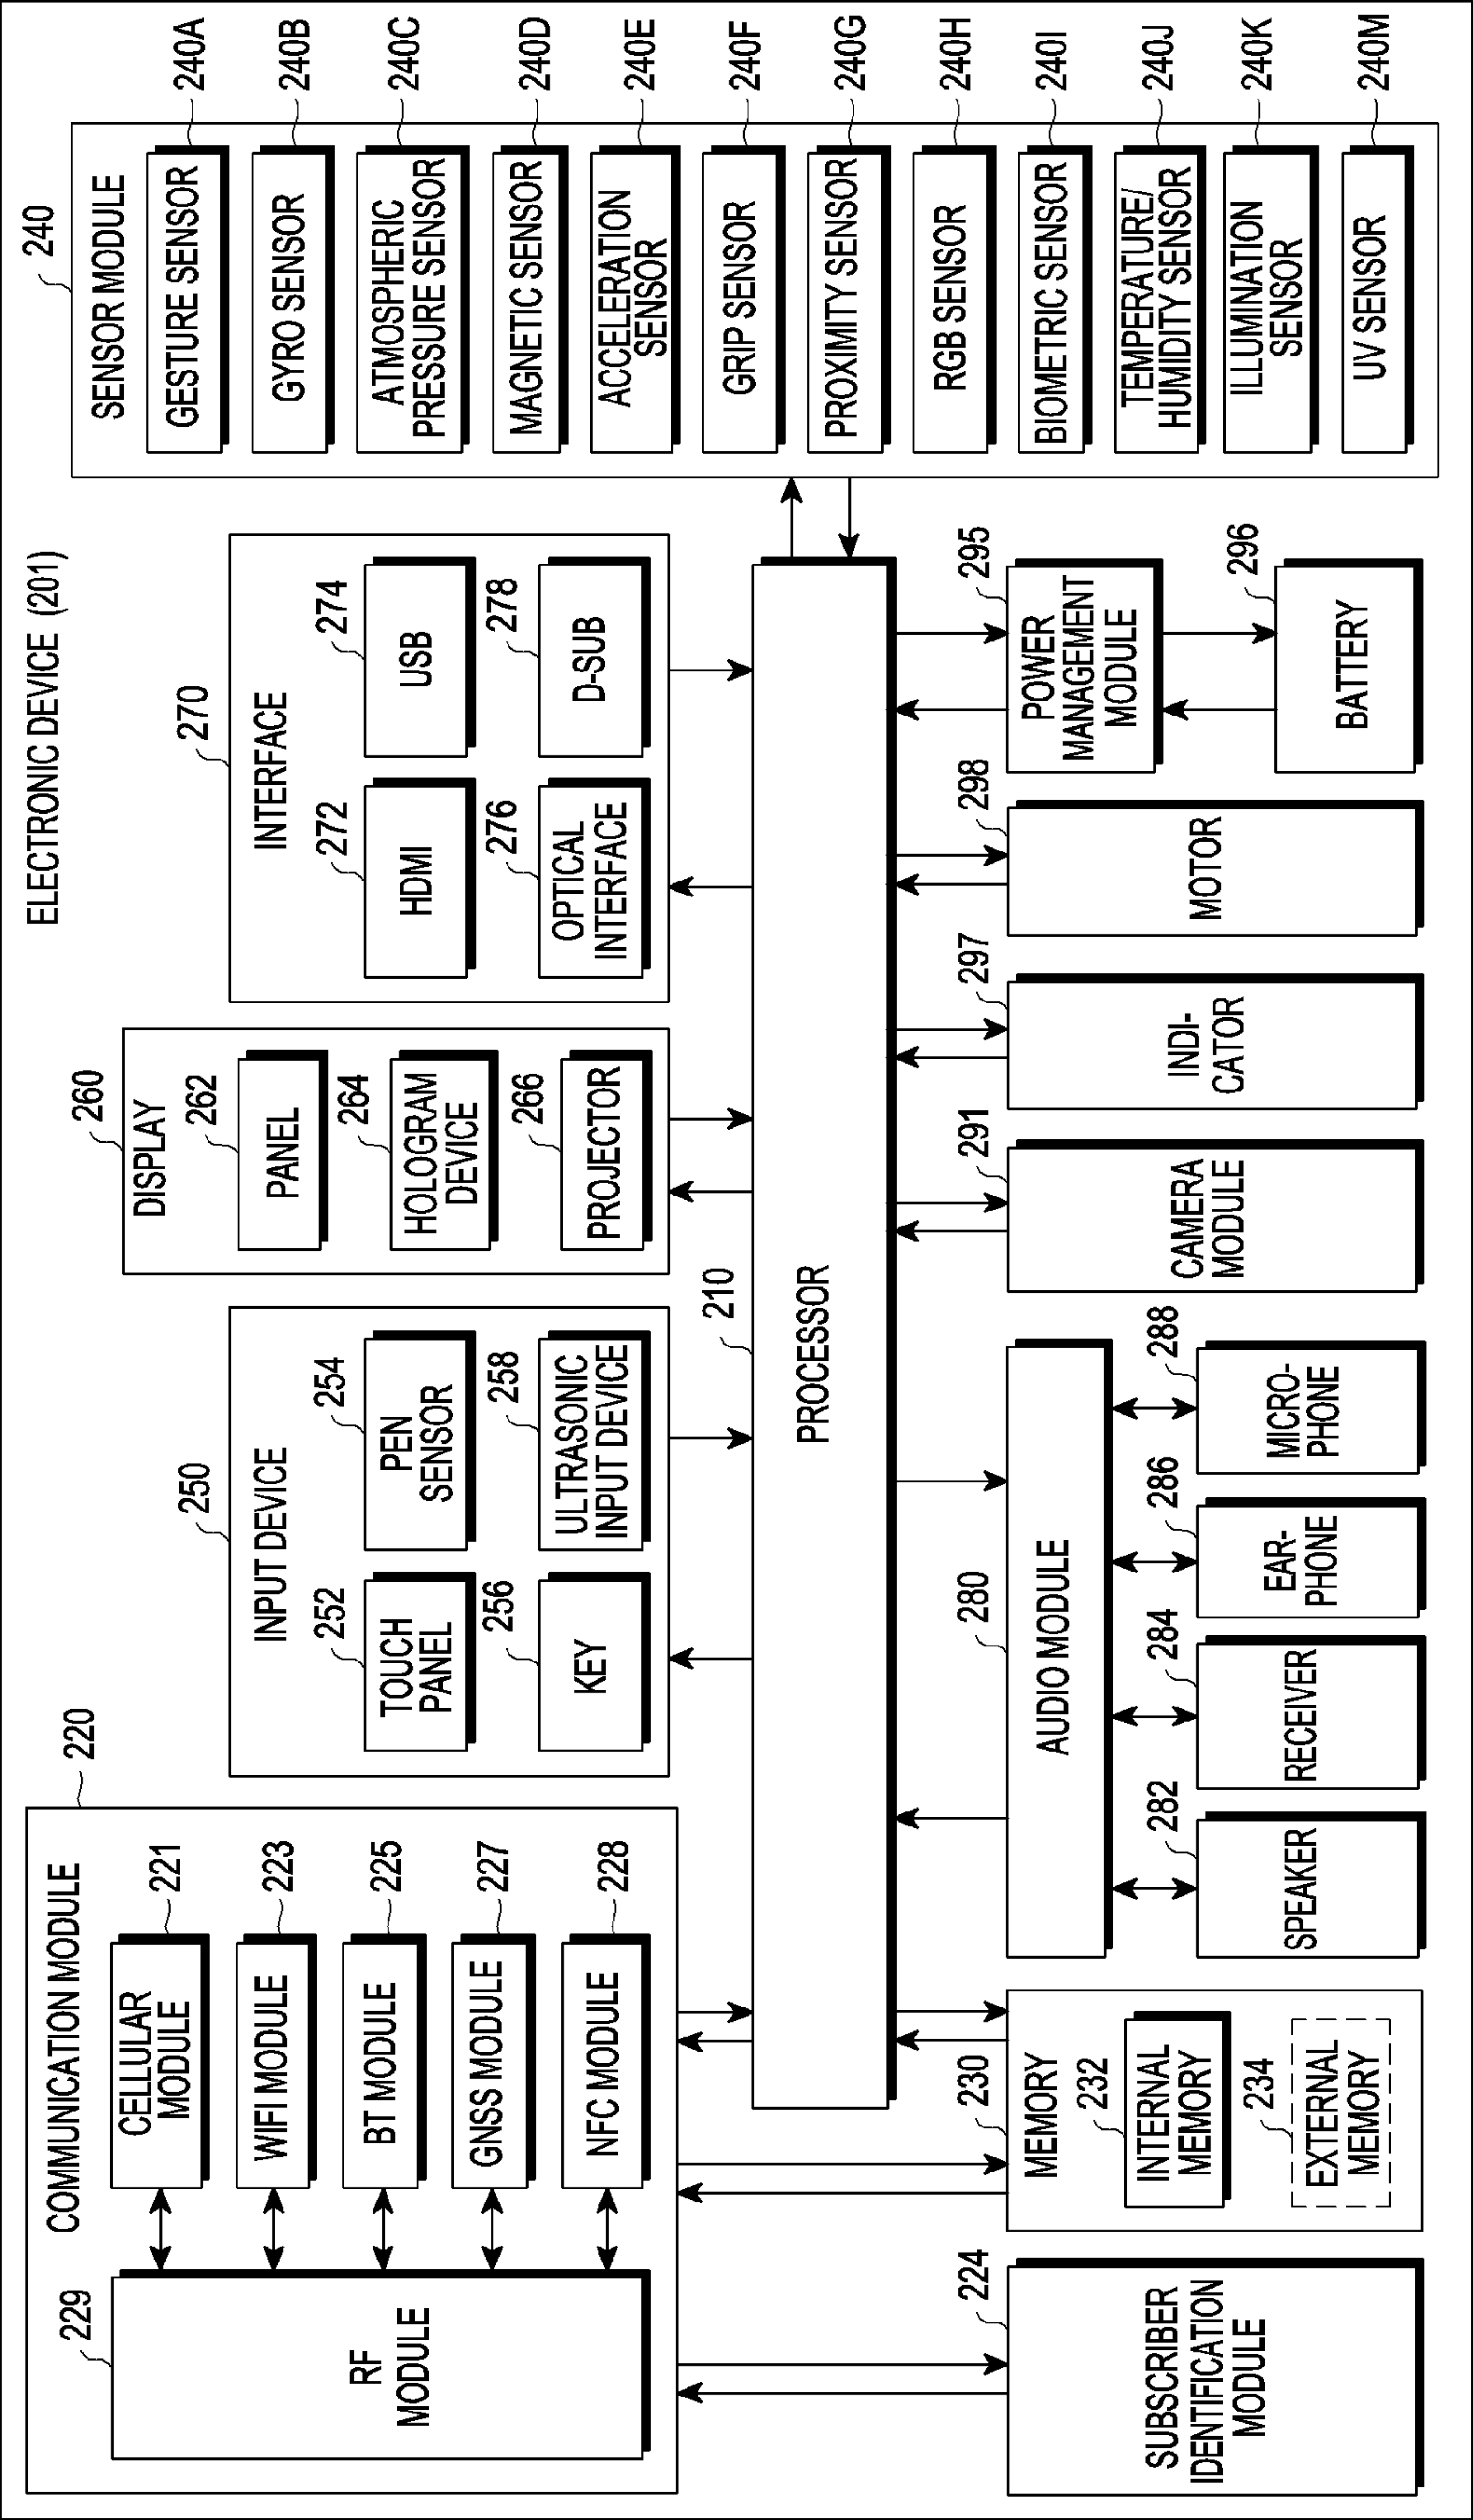 ELECTRONIC DEVICE (201)
220
COMMUNICATION MODULE
229
RF
MODULE
CELLULAR
MODULE
221
WIFI MODULE
223
BT MODULE
225
GNSS MODULE
227
NFC MODULE
228
250
INPUT DEVICE
252
TOUCH
PANEL
254
PEN
SENSOR
256
KEY
258
ULTRASONIC
INPUT DEVICE
260
DISPLAY
262
PANEL
264
HOLOGRAM
DEVICE
266
PROJECTOR
270
INTERFACE
272
HDMI
274
USB
276
OPTICAL
INTERFACE
278
D-SUB
240
SENSOR MODULE
GESTURE SENSOR
240A
GYRO SENSOR
240B
ATMOSPHERIC
PRESSURE SENSOR
240C
MAGNETIC SENSOR
240D
ACCELERATION
SENSOR
240E
GRIP SENSOR
240F
PROXIMITY SENSOR
240G
RGB SENSOR
240H
BIOMETRIC SENSOR
240I
TEMPERATURE/
HUMIDITY SENSOR
240J
ILLUMINATION
SENSOR
240K
UV SENSOR
240M
210
PROCESSOR
224
SUBSCRIBER
IDENTIFICATION
MODULE
230
MEMORY
232
INTERNAL
MEMORY
234
EXTERNAL
MEMORY
280
AUDIO MODULE
282
SPEAKER
284
RECEIVER
286
EAR-
PHONE
288
MICRO-
PHONE
291
CAMERA
MODULE
297
INDI-
CATOR
298
MOTOR
295
POWER
MANAGEMENT
MODULE
296
BATTERY